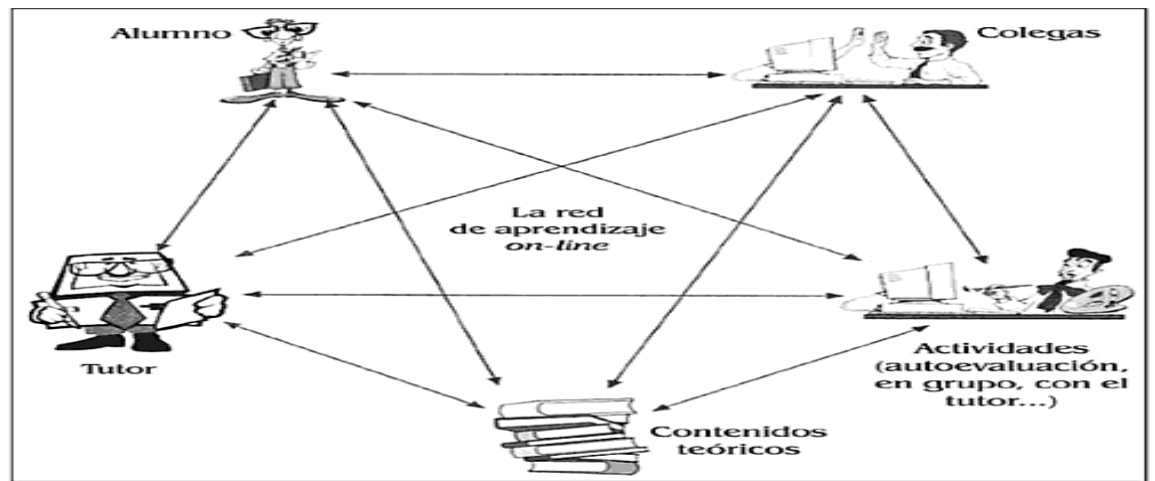 Alumno
Colegas
La red
de aprendizaje
on-line
Tutor
Actividades
(autoevaluación,
en grupo, con el
tutor...)
Contenidos
teóricos